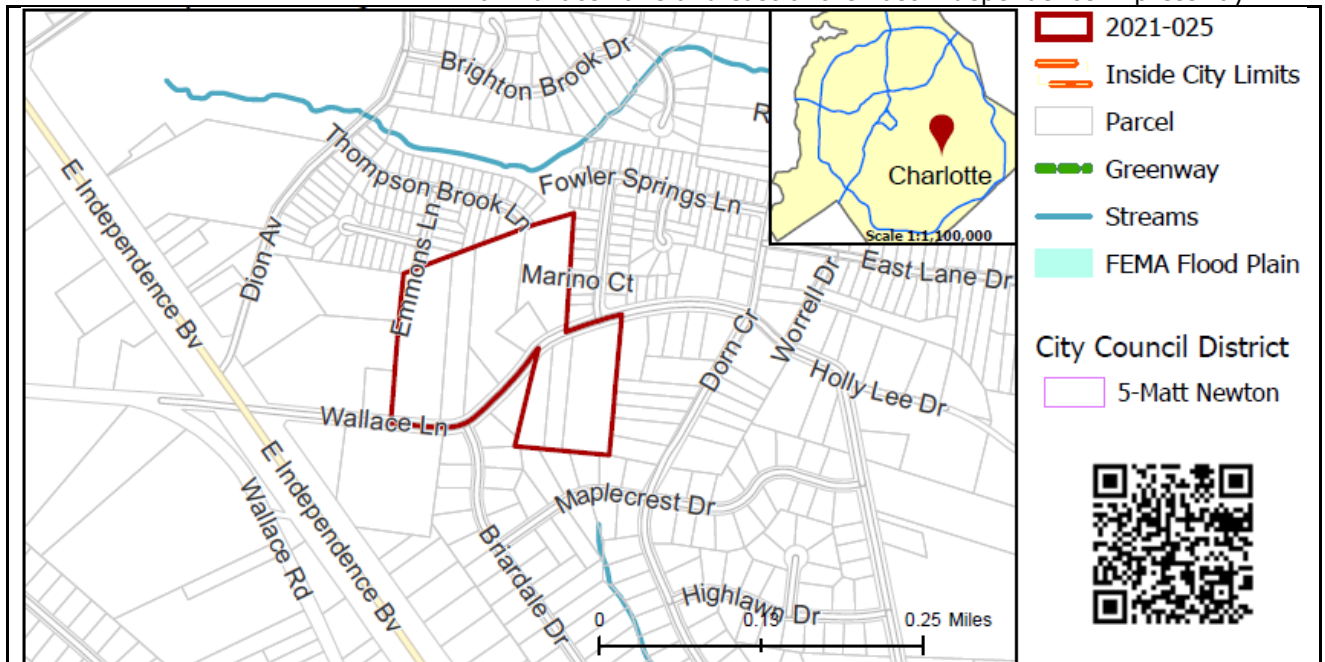 Brighton Brook Dr
Thompson Brook Ln
Fowler Springs Ln
E Independence Bv
Dion Av
Emmons Ln
Marino Ct
East Lane Dr
Worrell Dr
Dorn Cr
Holly Lee Dr
Wallace Ln
E Independence Bv
Wallace Rd
Maplecrest Dr
Briardale Dr
Highlawn Dr
0
0.13
0.25 Miles
R
Charlotte
Scale 1:1,100,000
2021-025
Inside City Limits
Parcel
Greenway
Streams
FEMA Flood Plain
City Council District
5-Matt Newton